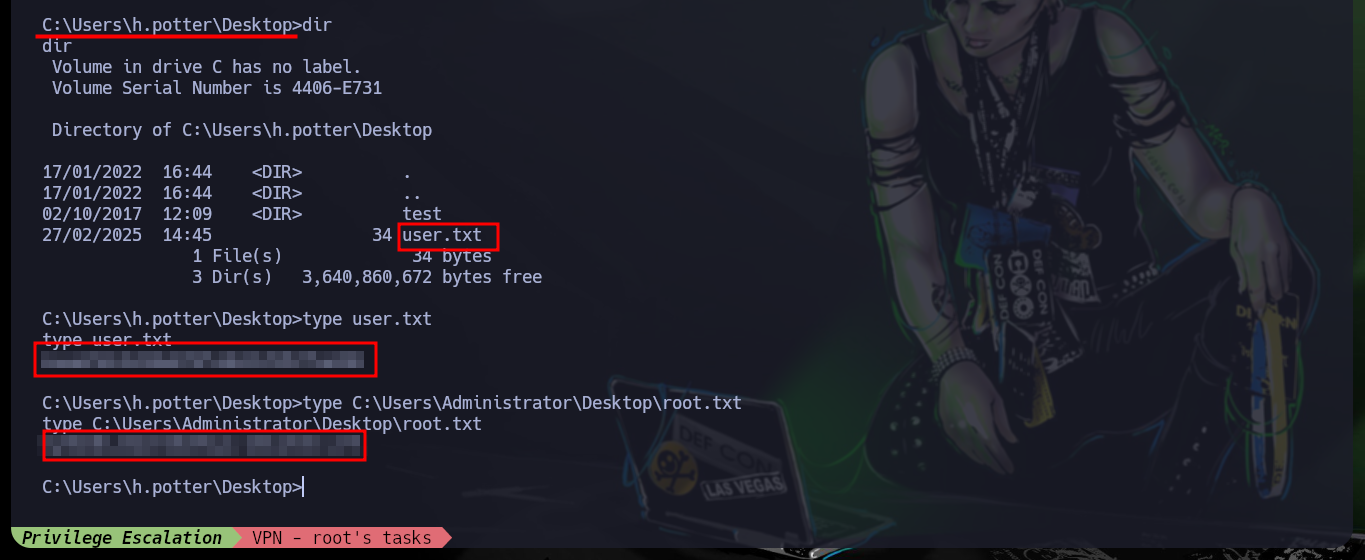 C:\Users\h.potter\Desktop>dir
dir
 Volume in drive C has no label.
 Volume Serial Number is 4406-E731

 Directory of C:\Users\h.potter\Desktop

17/01/2022  16:44    <DIR>          .
17/01/2022  16:44    <DIR>          ..
02/10/2017  12:09    <DIR>          test
27/02/2025  14:45                34 user.txt
               1 File(s)             34 bytes
               3 Dir(s)   3,640,860,672 bytes free

C:\Users\h.potter\Desktop>type user.txt
type user.txt

C:\Users\h.potter\Desktop>type C:\Users\Administrator\Desktop\root.txt
type C:\Users\Administrator\Desktop\root.txt

C:\Users\h.potter\Desktop>
DEF CON
DEF CON
LAS VEGAS
Privilege Escalation
VPN - root's tasks